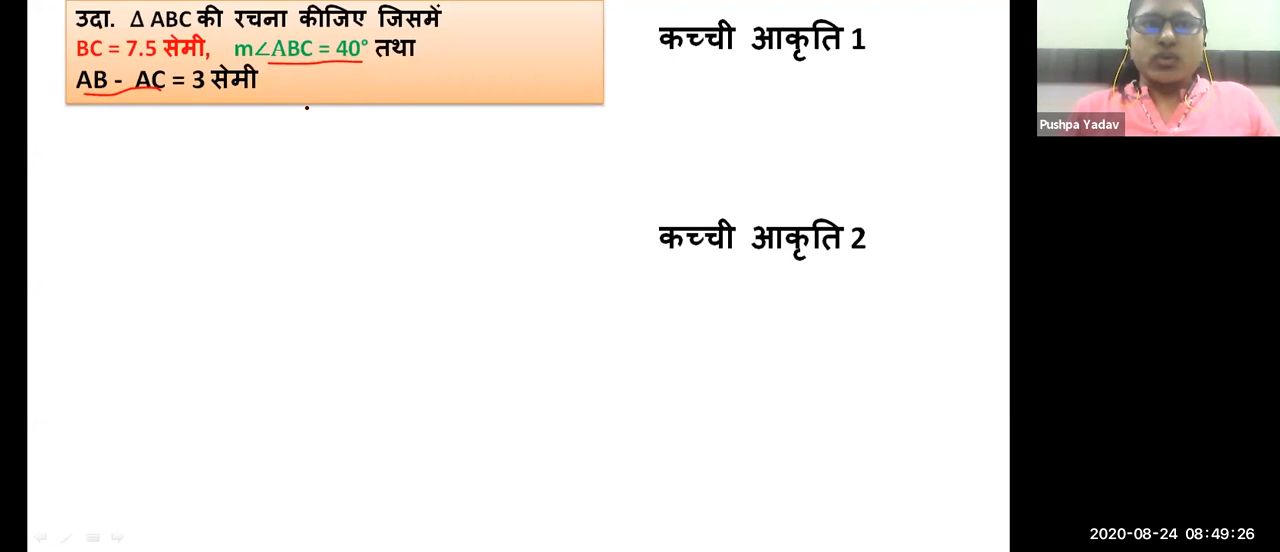 उदा. Δ ABC की रचना कीजिए जिसमें
BC = 7.5 सेमी, m∠ABC = 40° तथा
AB - AC = 3 सेमी
कच्ची आकृति 1
कच्ची आकृति 2
Pushpa Yadav
2020-08-24 08:49:26